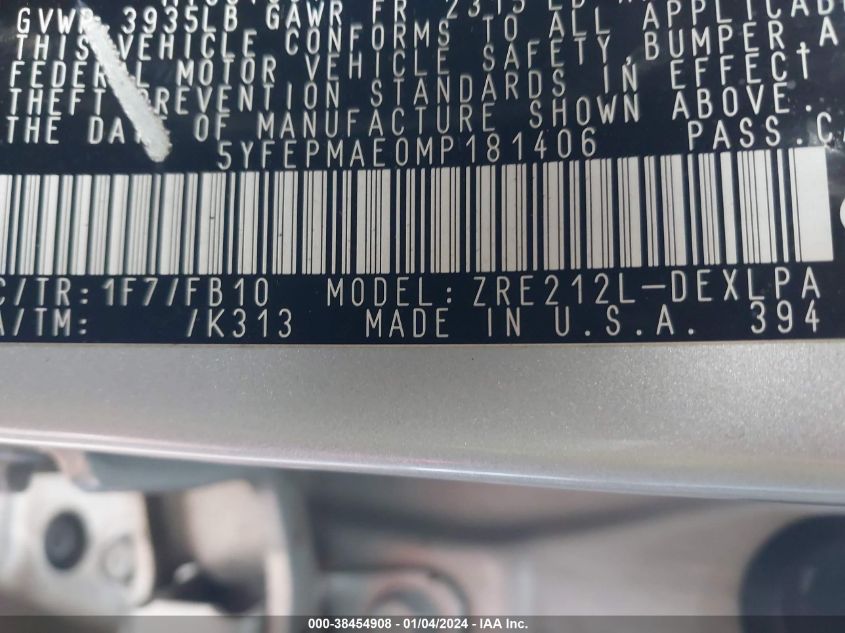 GVWR 3935LB GAWR FR 2315 LB
THIS VEHICLE CONFORMS TO ALL APPLICAB
FEDERAL MOTOR VEHICLE SAFETY, BUMPER A
THEFT PREVENTION STANDARDS IN EFFECT
THE DATE OF MANUFACTURE SHOWN ABOVE.
5YFEPMAE0MP181406 PASS.CA
C/TR:1F7/FB10 MODEL:ZRE212L-DEXLPA
A/TM: /K313 MADE IN U.S.A. 394
000-38454908 - 01/04/2024 - IAA Inc.